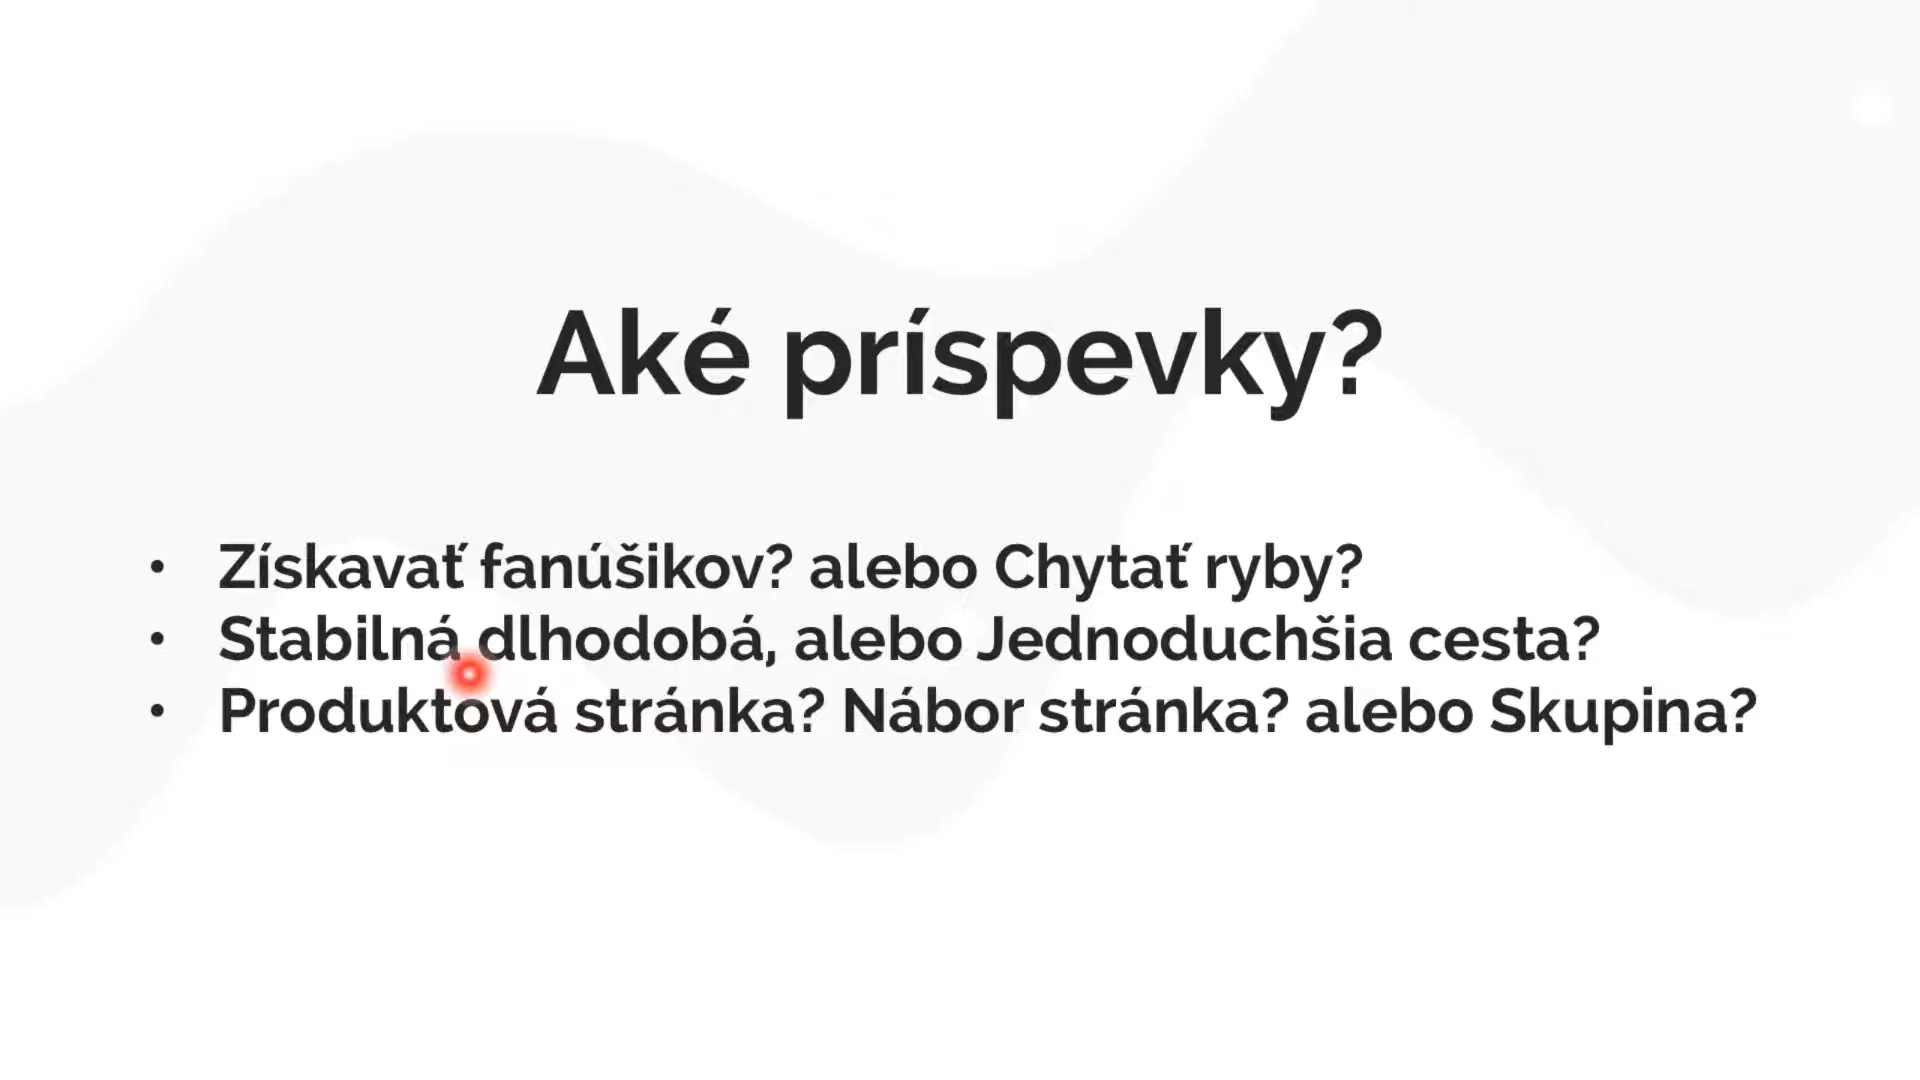 Aké príspevky?
• Získavať fanúšikov? alebo Chytať ryby?
• Stabilná dlhodobá, alebo Jednoduchšia cesta?
• Produktová stránka? Nábor stránka? alebo Skupina?